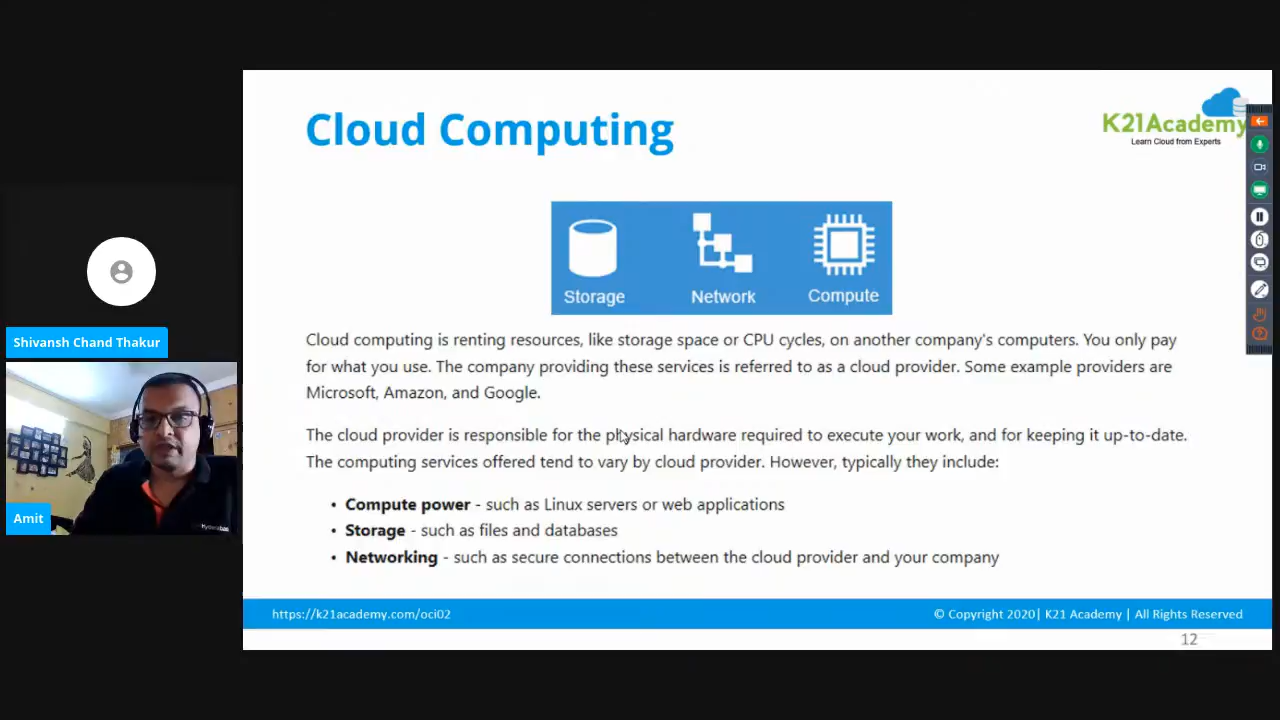 Cloud Computing
K21Academy
Learn Cloud from Experts
Storage Network Compute
Cloud computing is renting resources, like storage space or CPU cycles, on another company's computers. You only pay
for what you use. The company providing these services is referred to as a cloud provider. Some example providers are
Microsoft, Amazon, and Google.
The cloud provider is responsible for the physical hardware required to execute your work, and for keeping it up-to-date.
The computing services offered tend to vary by cloud provider. However, typically they include:
• Compute power - such as Linux servers or web applications
• Storage - such as files and databases
• Networking - such as secure connections between the cloud provider and your company
https://k21academy.com/oci02
© Copyright 2020| K21 Academy | All Rights Reserved
12
Shivansh Chand Thakur
Amit